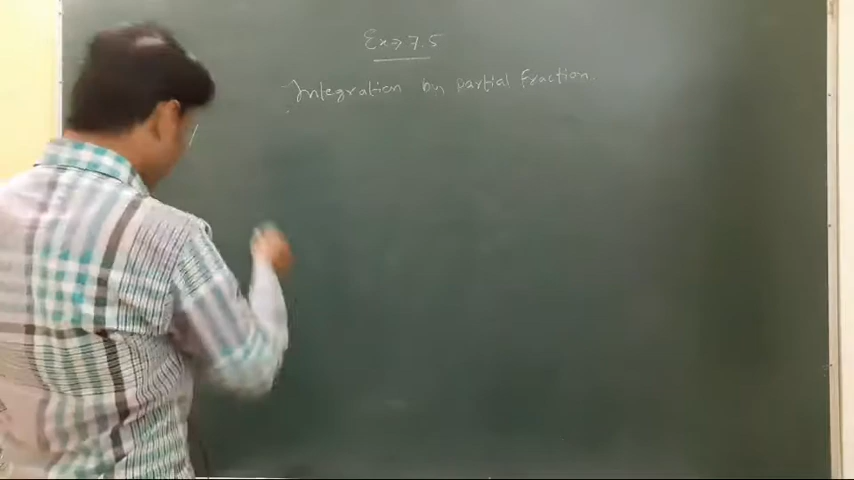 Ex → 7.5
Integration by partial fraction.